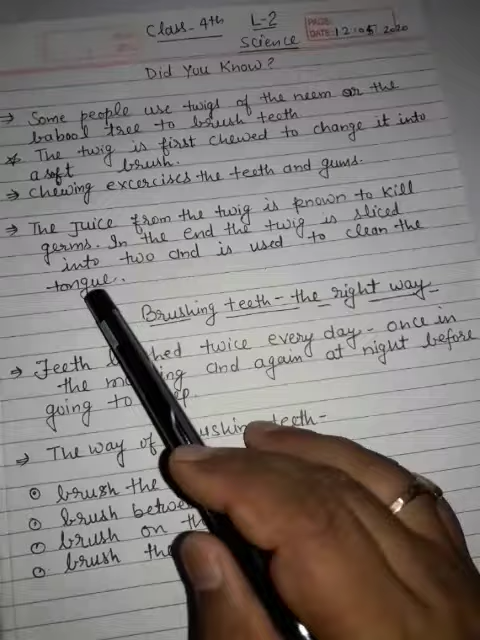 Class-4th L-2
Science
PAGE:
DATE: 12.05.2020
Did You Know?
→ Some people use twigs of the neem or the
babool tree to brush teeth
* The twig is first chewed to change it into
a soft brush.
→ Chewing excercises the teeth and gums.
→ The Juice from the twig is pnown to kill
germs. In the end the twig is sliced
into two and is used to clean the
tongue.
Brushing teeth - the right way
→ Teeth twice every day - once in
the and again at night before
going to
→ The way of teeth-
o brush the
o brush
o brush on
o brush the